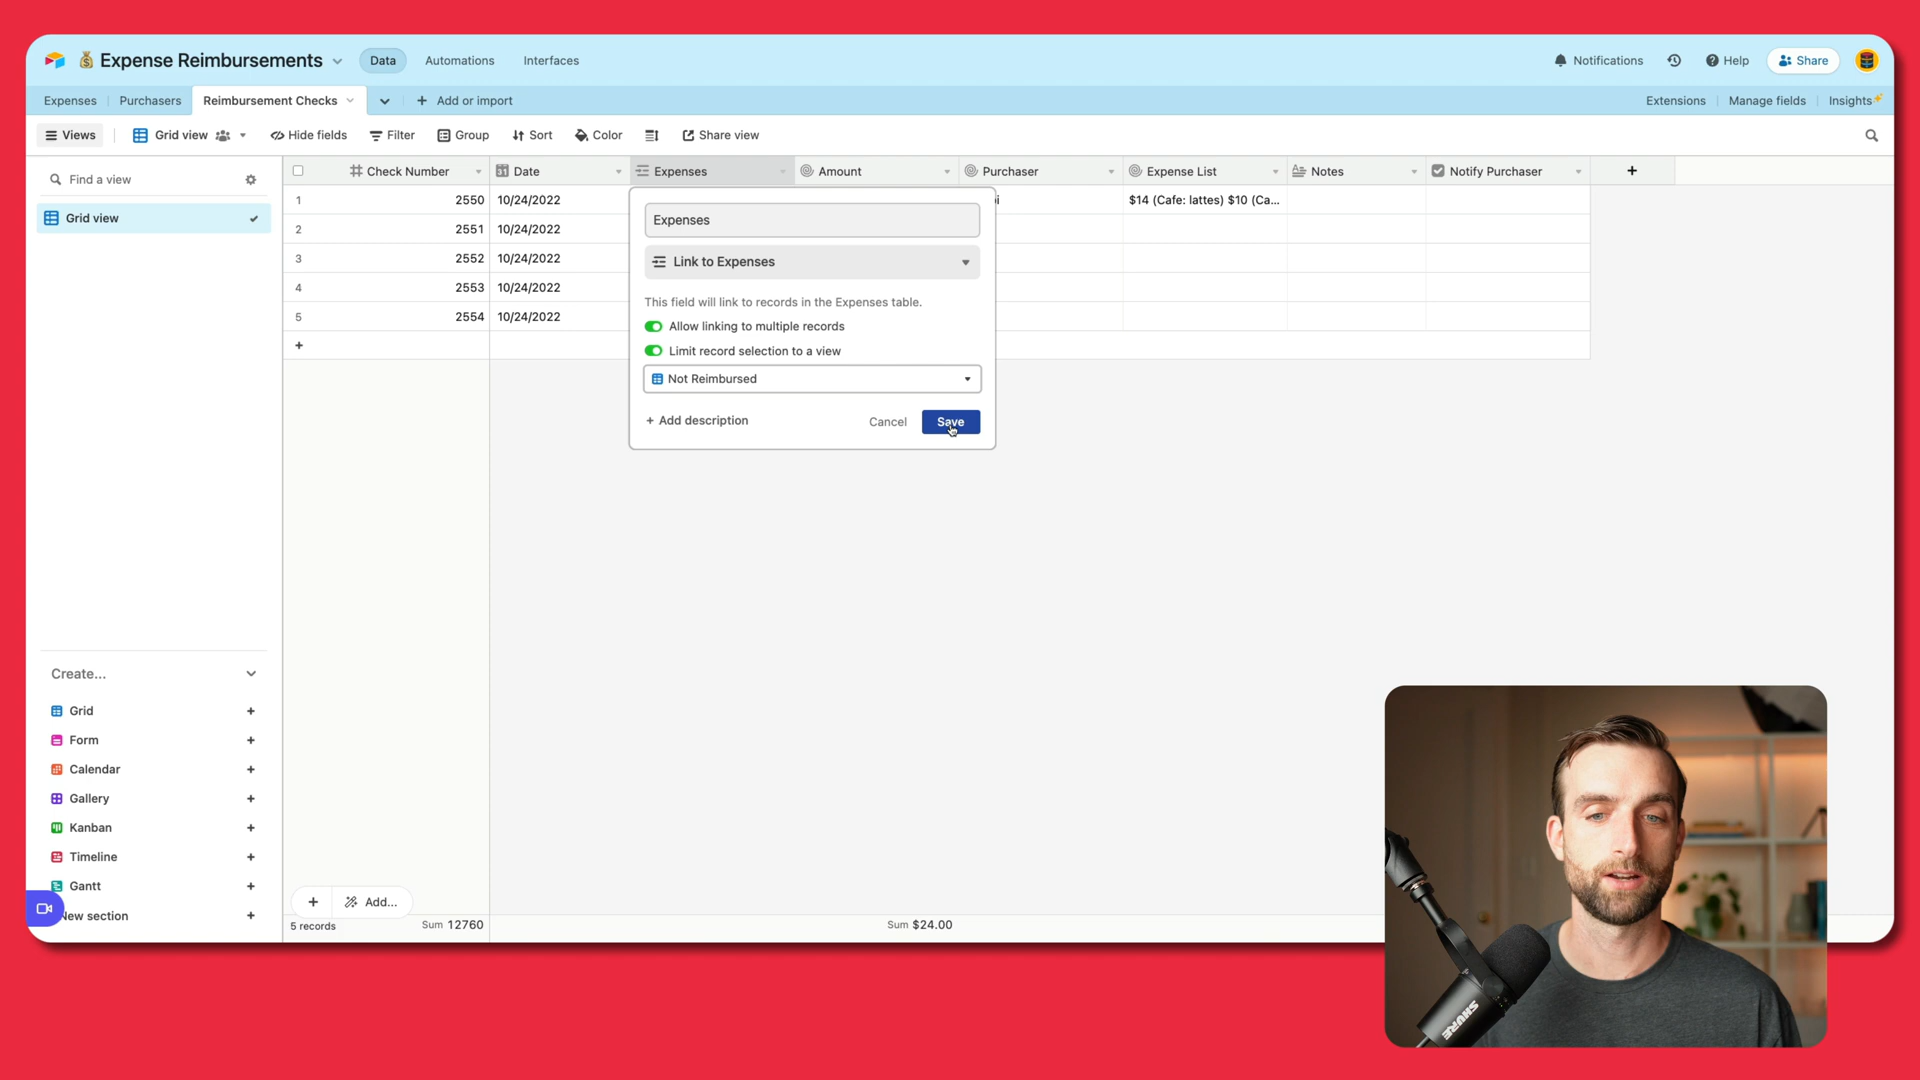 Expense Reimbursements
Data
Automations
Interfaces
Notifications
Help
Share
Expenses
Purchasers
Reimbursement Checks
+ Add or import
Extensions
Manage fields
Insights
Views
Grid view
Hide fields
Filter
Group
Sort
Color
Share view
Find a view
Grid view
Check Number
Date
Expenses
Amount
Purchaser
Expense List
Notes
Notify Purchaser
+
1 2550 10/24/2022 $14 (Cafe: lattes) $10 (Ca...
2 2551 10/24/2022
3 2552 10/24/2022
4 2553 10/24/2022
5 2554 10/24/2022
+
Expenses
Link to Expenses
This field will link to records in the Expenses table.
Allow linking to multiple records
Limit record selection to a view
Not Reimbursed
+ Add description
Cancel
Save
Create...
Grid +
Form +
Calendar +
Gallery +
Kanban +
Timeline +
Gantt +
New section +
+ Add...
5 records
Sum 12760
Sum $24.00
SHURE